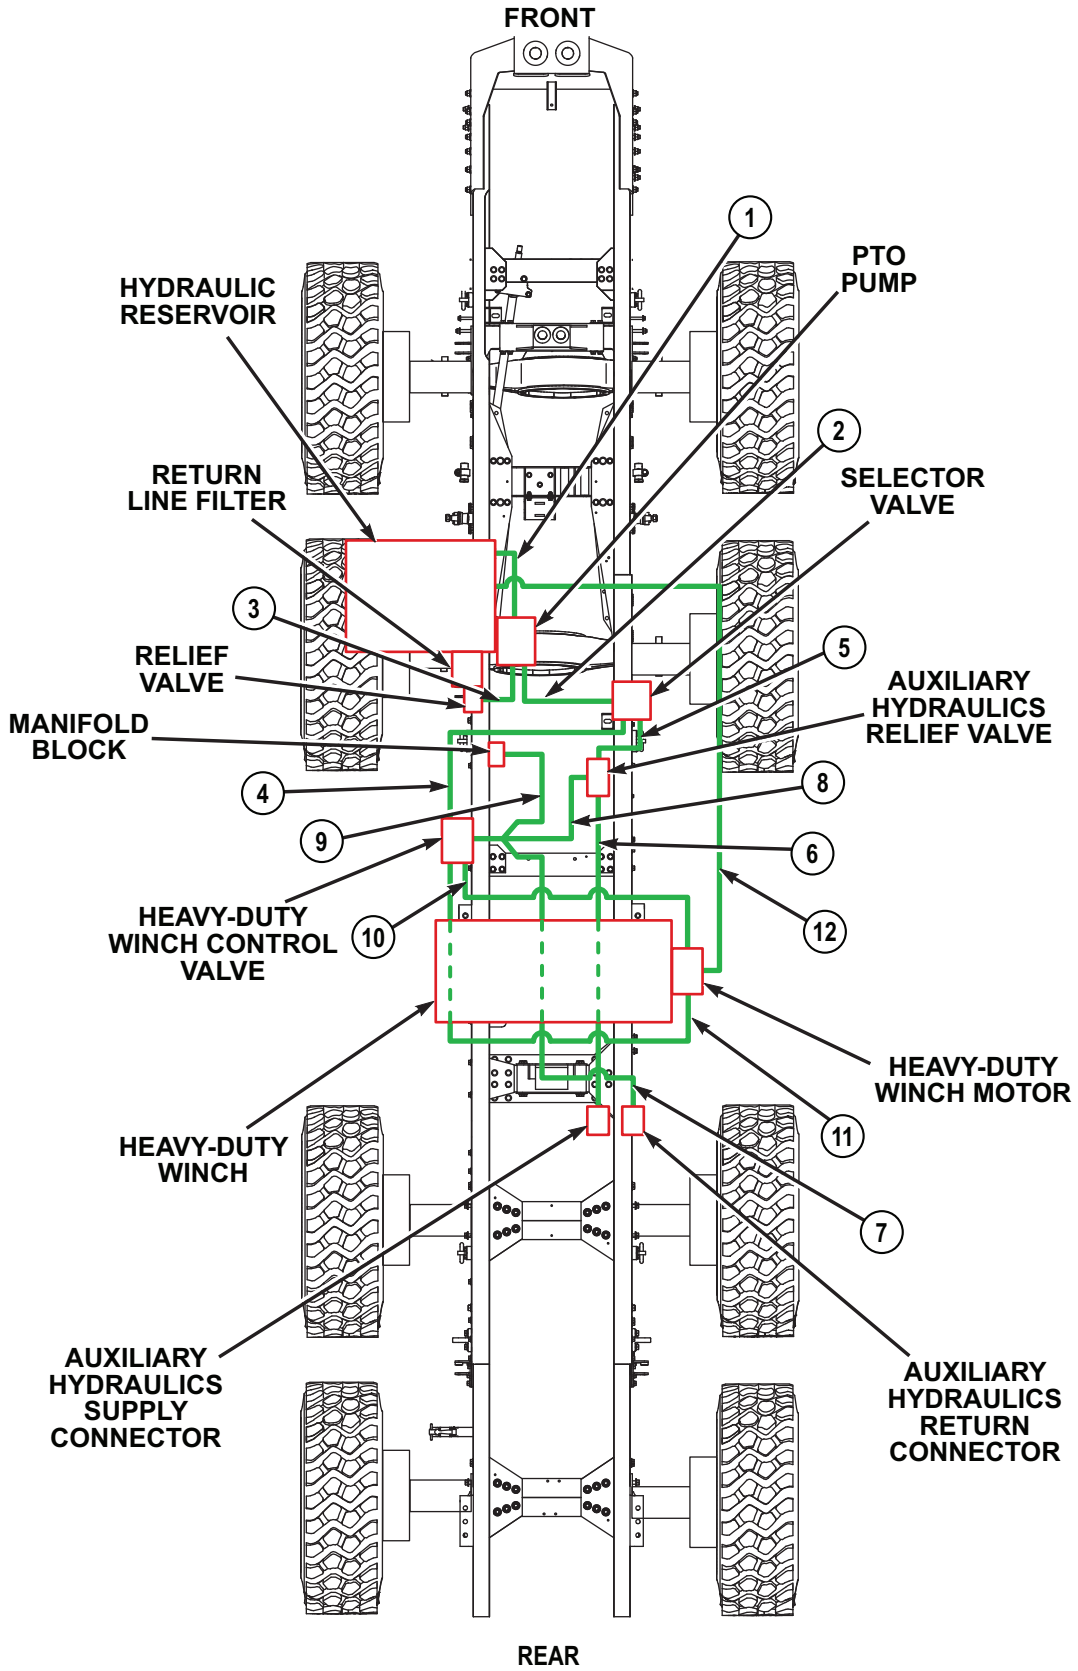 FRONT
1
PTO
PUMP
HYDRAULIC
RESERVOIR
2
SELECTOR
VALVE
RETURN
LINE FILTER
3
RELIEF
VALVE
5
AUXILIARY
HYDRAULICS
RELIEF VALVE
MANIFOLD
BLOCK
4
8
9
6
HEAVY-DUTY
WINCH CONTROL
VALVE
10
12
HEAVY-DUTY
WINCH MOTOR
11
HEAVY-DUTY
WINCH
7
AUXILIARY
HYDRAULICS
SUPPLY
CONNECTOR
AUXILIARY
HYDRAULICS
RETURN
CONNECTOR
REAR